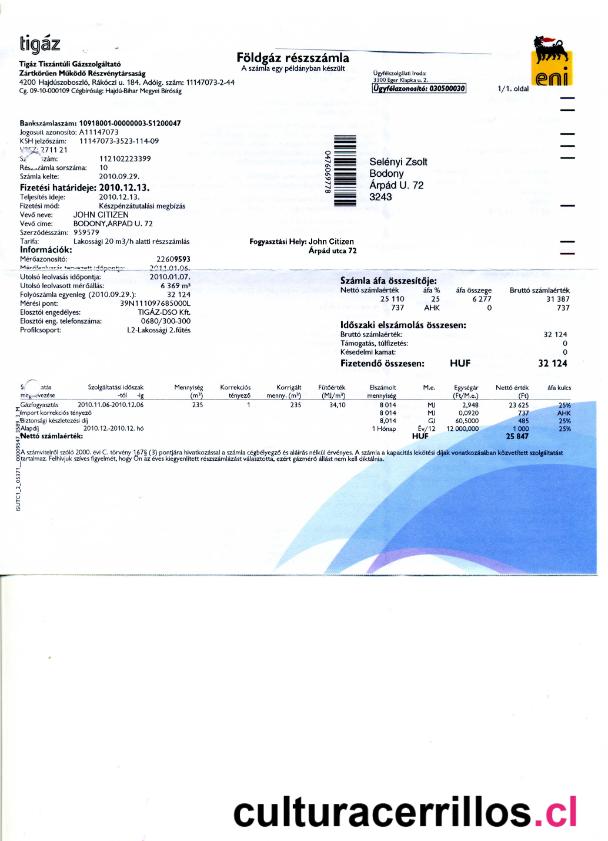 tigáz
Tigáz Tiszántúli Gázszolgáltató
Zártkörűen Működő Részvénytársaság
4200 Hajdúszoboszló, Rákóczi u. 184, Adóig. szám: 11147073-2-44
Cg. 09-10-000109 Cégbíróság: Hajdú-Bihar Megyei Bíróság
Földgáz részszámla
A számla egy példányban készült
Ügyfélszolgálati Iroda:
3300 Eger Klapka u. 2.
Ügyfélazonosító: 030500030
1/1. oldal
eni
Bankszámlaszám: 10918001-00000003-51200047
Jogosult azonosító: A11147073
KSH jelzőszám: 11147073-3523-114-09
2711 21
szám: 112102223399
Részszámla sorszáma: 10
Számla kelte: 2010.09.29.
Fizetési határideje: 2010.12.13.
Teljesítés ideje: 2010.12.13.
Fizetési mód: Készpénzátutalási megbízás
Vevő neve: JOHN CITIZEN
Vevő címe: BODONY,ÁRPÁD U. 72
Szerződésszám: 959579
Tarifa: Lakossági 20 m3/h alatti részszámlás
0476069778
Selényi Zsolt
Bodony
Árpád U. 72
3243
Fogyasztási Hely: John Citizen
Árpád utca 72
Információk:
Mérőazonosító: 22609593
Mérőleolvasás tervezett időpontja: 2011.01.06.
Utolsó leolvasás időpontja: 2010.01.07.
Utolsó leolvasott mérőállás: 6 369 m³
Folyószámla egyenleg (2010.09.29.): 32 124
Mérési pont: 39N111097685000L
Elosztói engedélyes: TIGÁZ-DSO Kft.
Elosztói eng. telefonszáma: 0680/300-300
Profilcsoport: L2-Lakossági 2.fűtés
Számla áfa összesítője:
Nettó számlaérték áfa % áfa összege Bruttó számlaérték
25 110 25 6 277 31 387
737 AHK 0 737
Időszaki elszámolás összesen:
Bruttó számlaérték: 32 124
Támogatás, túlfizetés: 0
Késedelmi kamat: 0
Fizetendő összesen: HUF 32 124
Szolgáltatási időszak Mennyiség Korrekciós Korrigált Fűtőérték Elszámolt M.e. Egységár Nettó érték áfa kulcs
megnevezése -tól -ig (m³) tényező menny. (m³) (MJ/m³) mennyiség (Ft/M.e.) (Ft)
Gázfogyasztás 2010.11.06-2010.12.06 235 1 235 34,10 8 014 MJ 2,948 23 625 25%
Import korrekciós tényező 8 014 MJ 0,0920 737 AHK
Biztonsági készletezési díj 8,014 GJ 60,5000 485 25%
Alapdíj 2010.12.-2010.12. hó 1 Hónap Év/12 12 000,000 1 000 25%
Nettó számlaérték: HUF 25 847
A számvitelről szóló 2000. évi C. törvény 167§ (3) pontjára hivatkozással a számla cégbélyegző és aláírás nélkül érvényes. A számla a kapacitás lekötési díjak vonatkozásában közvetített szolgáltatást
tartalmaz. Felhívjuk szíves figyelmét, hogy Ön az éves kiegyenlített részszámlázást választotta, ezért gázmérő állást nem kell diktálnia.
culturacerrillos.cl